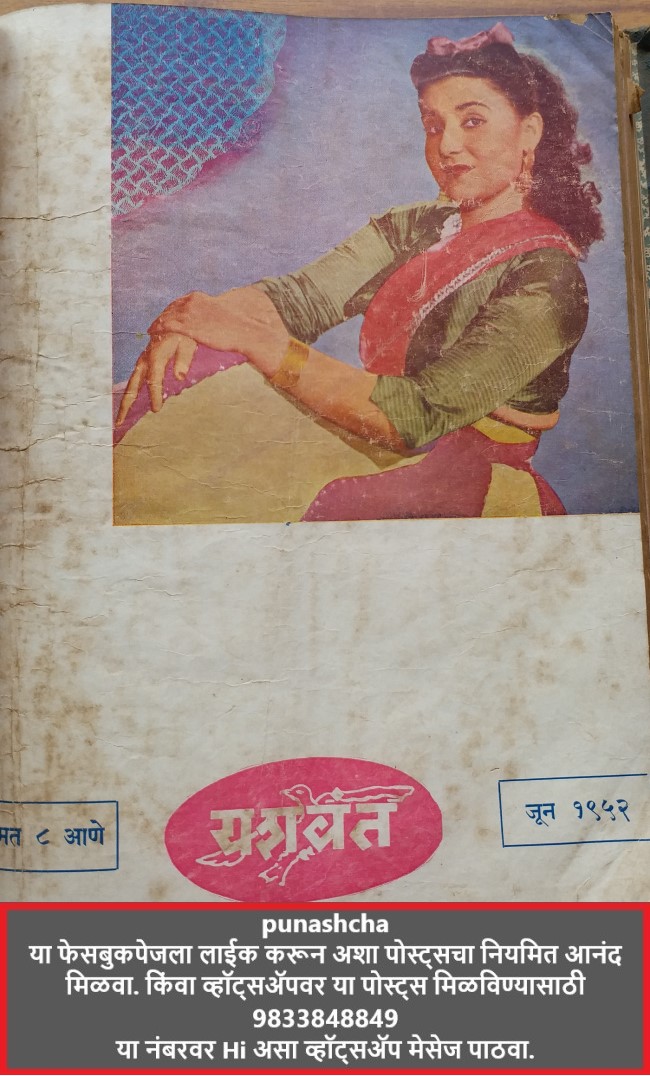 मत ८ आणे
यशवंत
जून १९५२
punashcha
या फेसबुकपेजला लाईक करून अशा पोस्ट्सचा नियमित आनंद
मिळवा. किंवा व्हॉट्सॲपवर या पोस्ट्स मिळविण्यासाठी
9833848849
या नंबरवर Hi असा व्हॉट्सॲप मेसेज पाठवा.